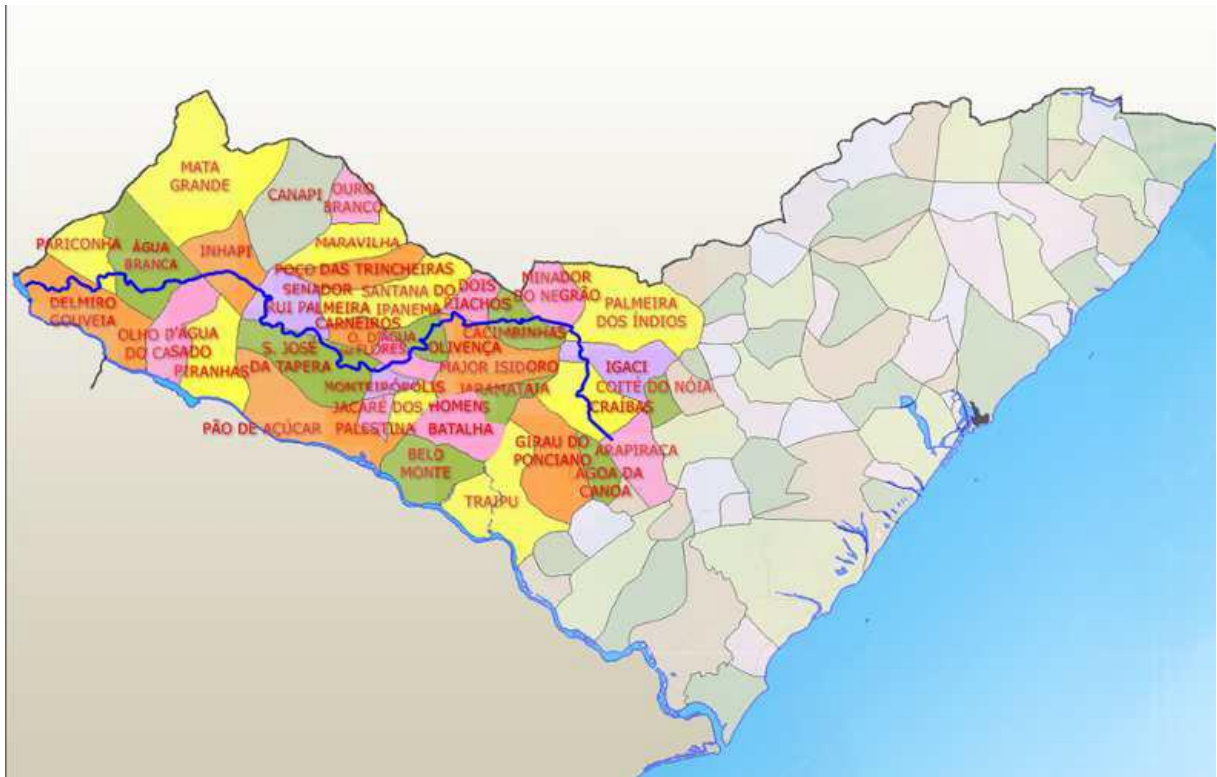 MATA
GRANDE
CANAPI
OURO
BRANCO
PARICONHA
ÁGUA
BRANCA
INHAPI
MARAVILHA
POÇO DAS TRINCHEIRAS
SENADOR
RUI PALMEIRA
SANTANA DO
IPANEMA
DOIS
RIACHOS
MINADOR
DO NEGRÃO
PALMEIRA
DOS ÍNDIOS
DELMIRO
GOUVEIA
OLHO D'ÁGUA
DO CASADO
PIRANHAS
S. JOSÉ
DA TAPERA
CARNEIROS
O. D'ÁGUA
FLORES
OLIVENÇA
CACIMBINHAS
MAJOR ISIDORO
IGACI
COITÉ DO NÓIA
MONTEIRÓPOLIS
JARAMATAIA
CRAÍBAS
JACARÉ DOS HOMENS
PÃO DE AÇÚCAR
PALESTINA
BATALHA
BELO
MONTE
GIRAU DO
PONCIANO
ARAPIRACA
AGOA DA
CANOA
TRAIPU